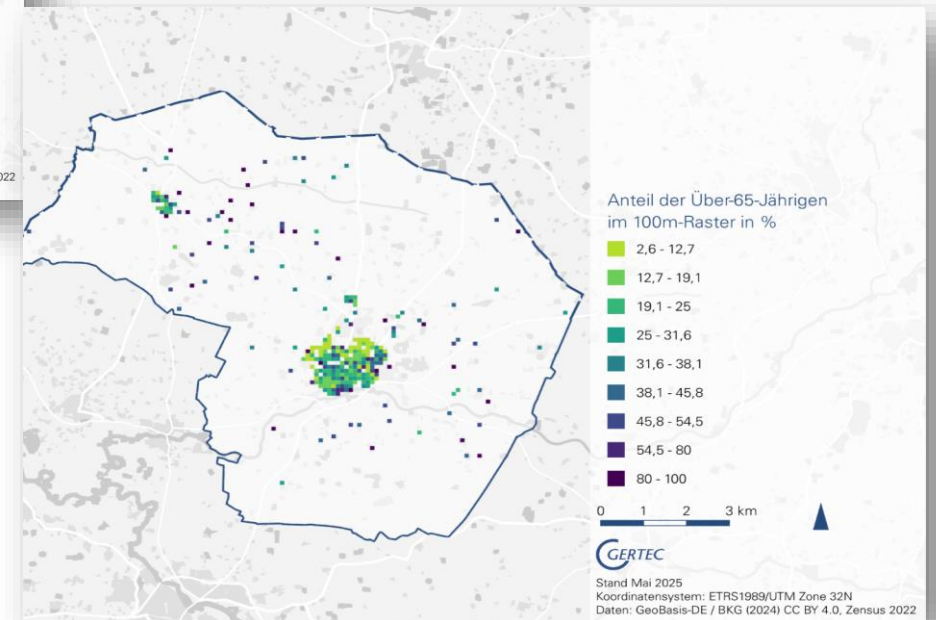 022
Anteil der Über-65-Jährigen
im 100m-Raster in %
2,6 - 12,7
12,7 - 19,1
19,1 - 25
25 - 31,6
31,6 - 38,1
38,1 - 45,8
45,8 - 54,5
54,5 - 80
80 - 100
0 1 2 3 km
GERTEC
Stand Mai 2025
Koordinatensystem: ETRS1989/UTM Zone 32N
Daten: GeoBasis-DE / BKG (2024) CC BY 4.0, Zensus 2022